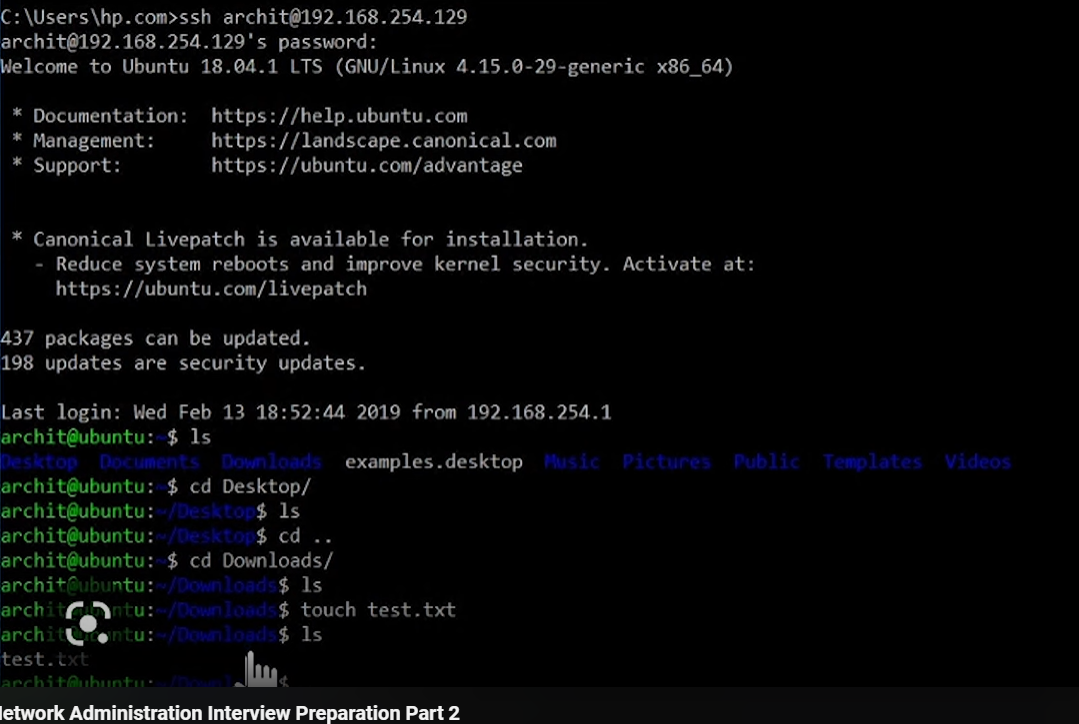 C:\Users\hp.com>ssh archit@192.168.254.129
archit@192.168.254.129's password:
Welcome to Ubuntu 18.04.1 LTS (GNU/Linux 4.15.0-29-generic x86_64)
* Documentation:  https://help.ubuntu.com
* Management:     https://landscape.canonical.com
* Support:        https://ubuntu.com/advantage
* Canonical Livepatch is available for installation.
- Reduce system reboots and improve kernel security. Activate at:
https://ubuntu.com/livepatch
437 packages can be updated.
198 updates are security updates.
Last login: Wed Feb 13 18:52:44 2019 from 192.168.254.1
archit@ubuntu:~$ ls
Desktop  Documents  Downloads  examples.desktop  Music  Pictures  Public  Templates  Videos
archit@ubuntu:~$ cd Desktop/
archit@ubuntu:~/Desktop$ ls
archit@ubuntu:~/Desktop$ cd ..
archit@ubuntu:~$ cd Downloads/
archit@ubuntu:~/Downloads$ ls
archit@ubuntu:~/Downloads$ touch test.txt
archit@ubuntu:~/Downloads$ ls
test.txt
archit@ubuntu:~/Downl $
Network Administration Interview Preparation Part 2